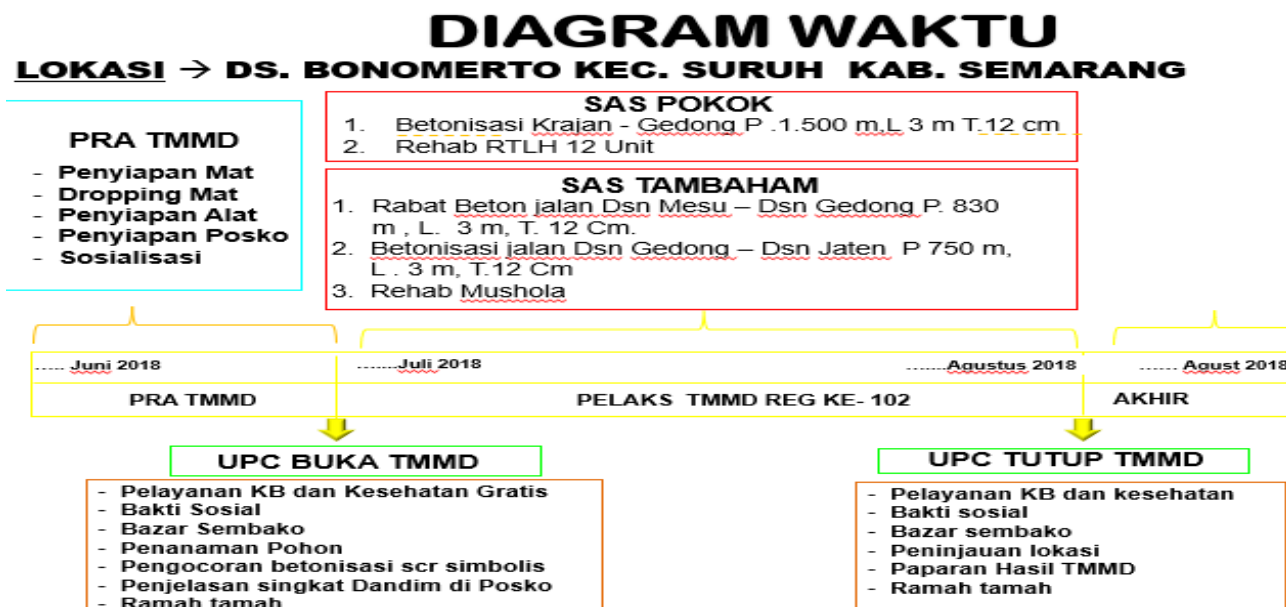 DIAGRAM WAKTU
LOKASI → DS. BONOMERTO KEC. SURUH KAB. SEMARANG
PRA TMMD
- Penyiapan Mat
- Dropping Mat
- Penyiapan Alat
- Penyiapan Posko
- Sosialisasi
SAS POKOK
1. Betonisasi Krajan - Gedong P .1.500 m,L 3 m T.12 cm
2. Rehab RTLH 12 Unit
SAS TAMBAHAM
1. Rabat Beton jalan Dsn Mesu – Dsn Gedong P. 830
m , L. 3 m, T. 12 Cm.
2. Betonisasi jalan Dsn Gedong – Dsn Jaten P 750 m,
L . 3 m, T.12 Cm
3. Rehab Mushola
..... Juni 2018
.......Juli 2018
.......Agustus 2018
...... Agust 2018
PRA TMMD
PELAKS TMMD REG KE- 102
AKHIR
UPC BUKA TMMD
- Pelayanan KB dan Kesehatan Gratis
- Bakti Sosial
- Bazar Sembako
- Penanaman Pohon
- Pengocoran betonisasi scr simbolis
- Penjelasan singkat Dandim di Posko
- Ramah tamah
UPC TUTUP TMMD
- Pelayanan KB dan kesehatan
- Bakti sosial
- Bazar sembako
- Peninjauan lokasi
- Paparan Hasil TMMD
- Ramah tamah